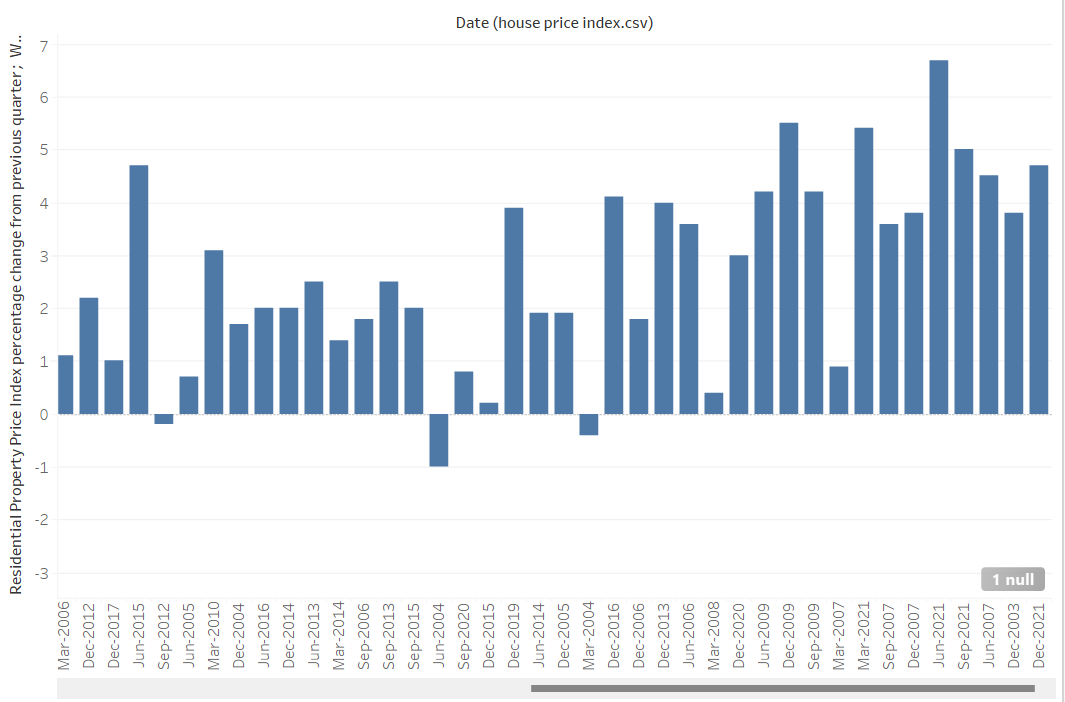 Date (house price index.csv)
Residential Property Price Index percentage change from previous quarter ;  W..
7
6
5
4
3
2
1
0
-1
-2
-3
1 null
Mar-2006
Dec-2012
Dec-2017
Jun-2015
Sep-2012
Jun-2005
Mar-2010
Dec-2004
Jun-2016
Dec-2014
Jun-2013
Mar-2014
Sep-2006
Sep-2013
Sep-2015
Jun-2004
Sep-2020
Dec-2015
Dec-2019
Jun-2014
Dec-2005
Mar-2004
Dec-2016
Dec-2006
Dec-2013
Jun-2006
Mar-2008
Dec-2020
Jun-2009
Dec-2009
Sep-2009
Mar-2007
Mar-2021
Sep-2007
Dec-2007
Jun-2021
Sep-2021
Jun-2007
Dec-2003
Dec-2021